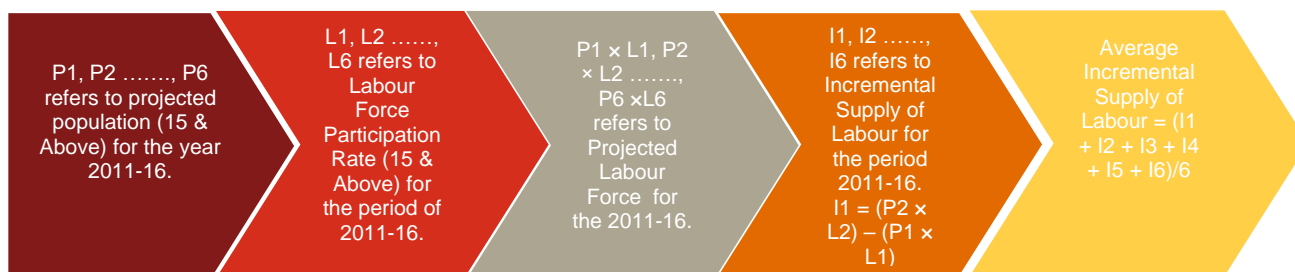 P1, P2 ……., P6
refers to projected
population (15 &
Above) for the year
2011-16.
L1, L2 ……,
L6 refers to
Labour
Force
Participation
Rate (15 &
Above) for
the period of
2011-16.
P1 × L1, P2
× L2 …….,
P6 ×L6
refers to
Projected
Labour
Force  for
the 2011-16.
I1, I2 ……,
I6 refers to
Incremental
Supply of
Labour for
the period
2011-16.
I1 = (P2 ×
L2) – (P1 ×
L1)
Average
Incremental
Supply of
Labour = (I1
+ I2 + I3 + I4
+ I5 + I6)/6